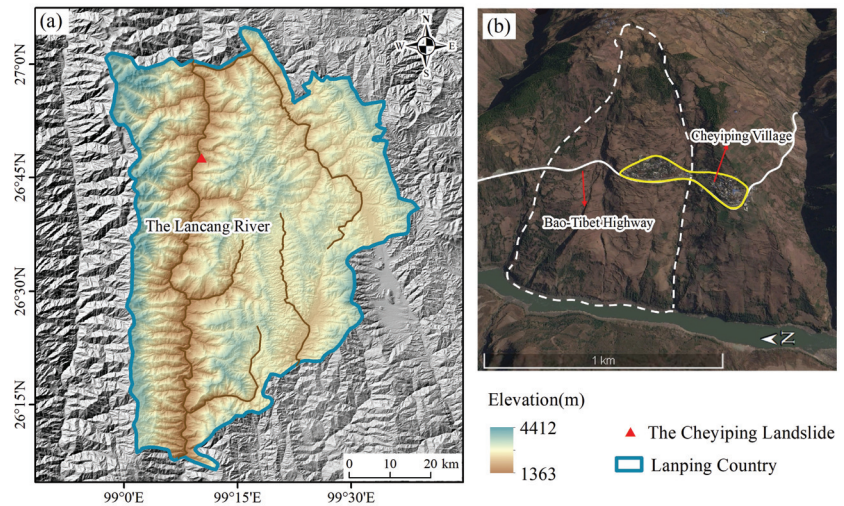 (a)
N
W
E
S
27°0'N
26°45'N
26°30'N
26°15'N
The Lancang River
0
10
20 km
99°0'E
99°15'E
99°30'E
(b)
Cheyiping Village
Bao-Tibet Highway
N
1 km
Elevation(m)
4412
1363
The Cheyiping Landslide
Lanping Country